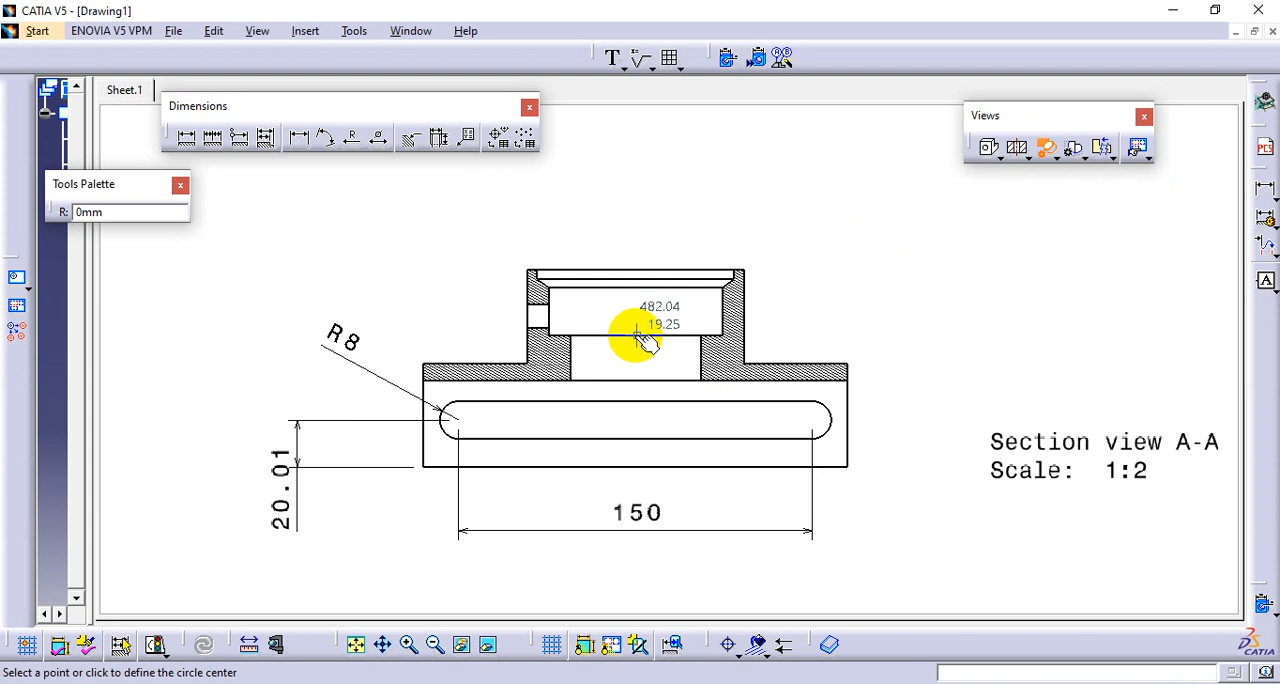 CATIA V5 - [Drawing1]
Start ENOVIA V5 VPM File Edit View Insert Tools Window Help
Sheet.1
Dimensions
Views
Tools Palette
R: 0mm
482.04
19.25
R8
20.01
150
Section view A-A
Scale: 1:2
Select a point or click to define the circle center
CATIA